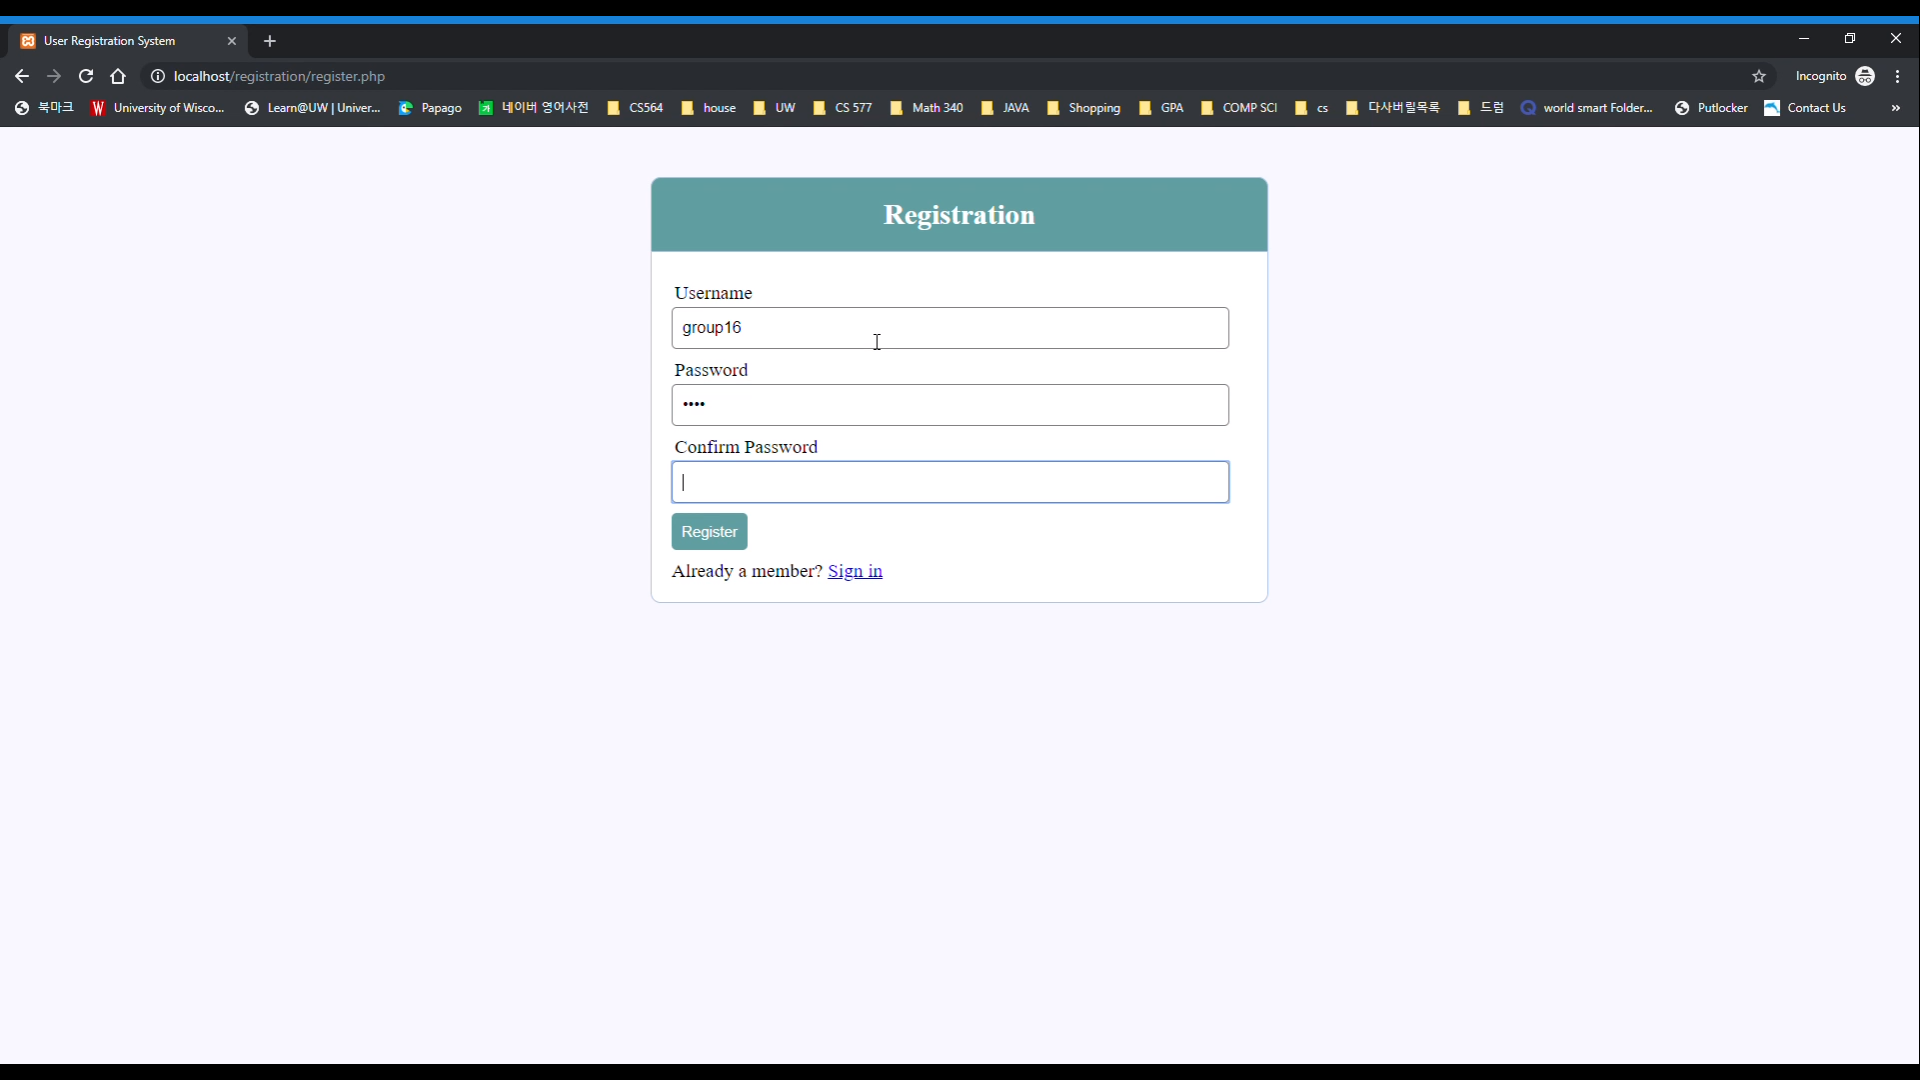 User Registration System
localhost/registration/register.php
Incognito
북마크 University of Wisco... Learn@UW | Univer... Papago 네이버 영어사전 CS564 house UW CS 577 Math 340 JAVA Shopping GPA COMP SCI cs 다사버릴목록 드럼 world smart Folder... Putlocker Contact Us »
Registration
Username
group16
Password
••••
Confirm Password
Register
Already a member? Sign in